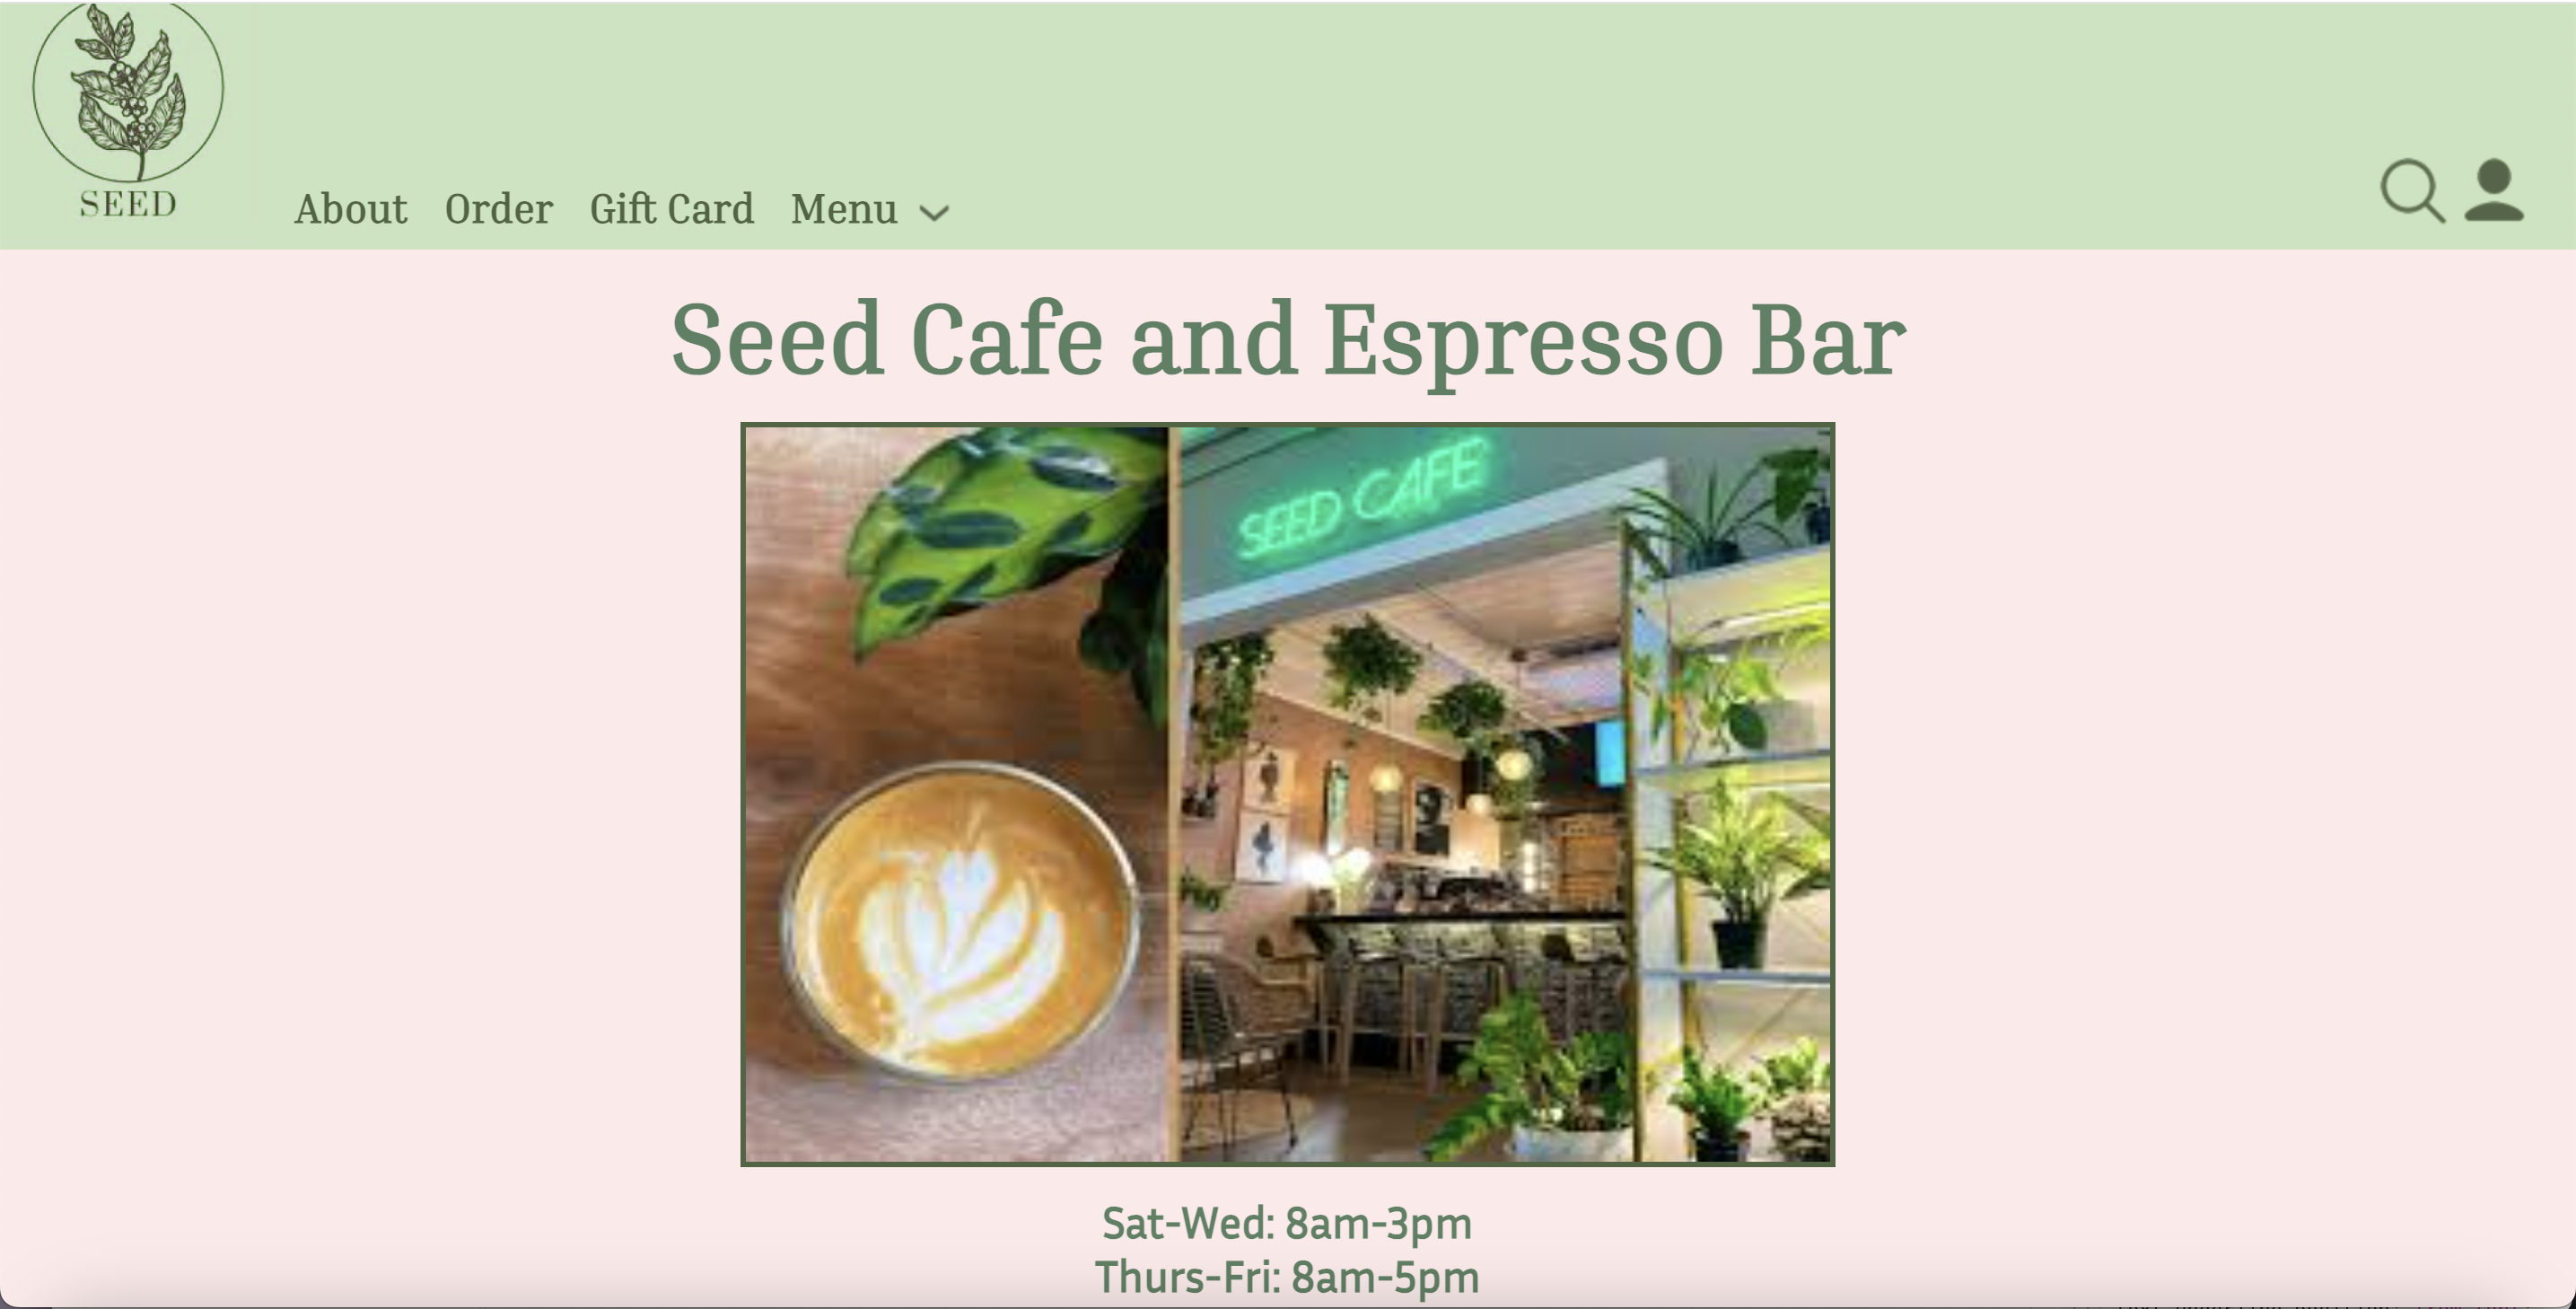 SEED
About Order Gift Card Menu
Seed Cafe and Espresso Bar
SEED CAFE
Sat-Wed: 8am-3pm
Thurs-Fri: 8am-5pm